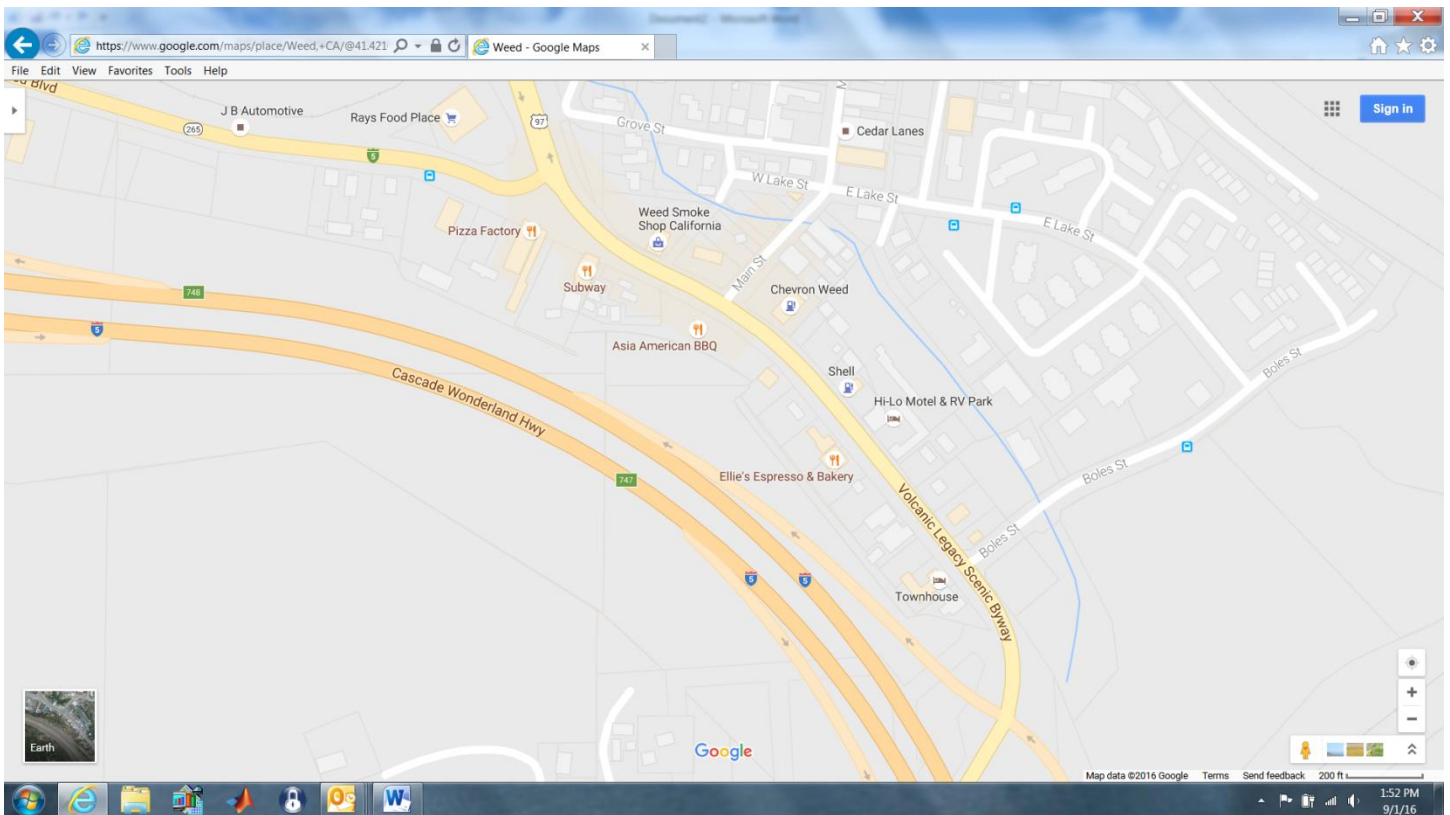 Document2 - Microsoft Word
https://www.google.com/maps/place/Weed,+CA/@41.421
Weed - Google Maps
File Edit View Favorites Tools Help
Blvd
J B Automotive
265
Rays Food Place
97
Grove St
Cedar Lanes
Sign in
5
W Lake St
E Lake St
Weed Smoke
Shop California
Pizza Factory
E Lake St
Subway
Main St
Chevron Weed
748
5
Asia American BBQ
Boles St
Shell
Cascade Wonderland Hwy
Hi-Lo Motel & RV Park
Ellie's Espresso & Bakery
747
Boles St
Volcanic Legacy Scenic Byway
Boles St
5
5
Townhouse
Earth
Google
Map data ©2016 Google Terms Send feedback 200 ft
1:52 PM
9/1/16